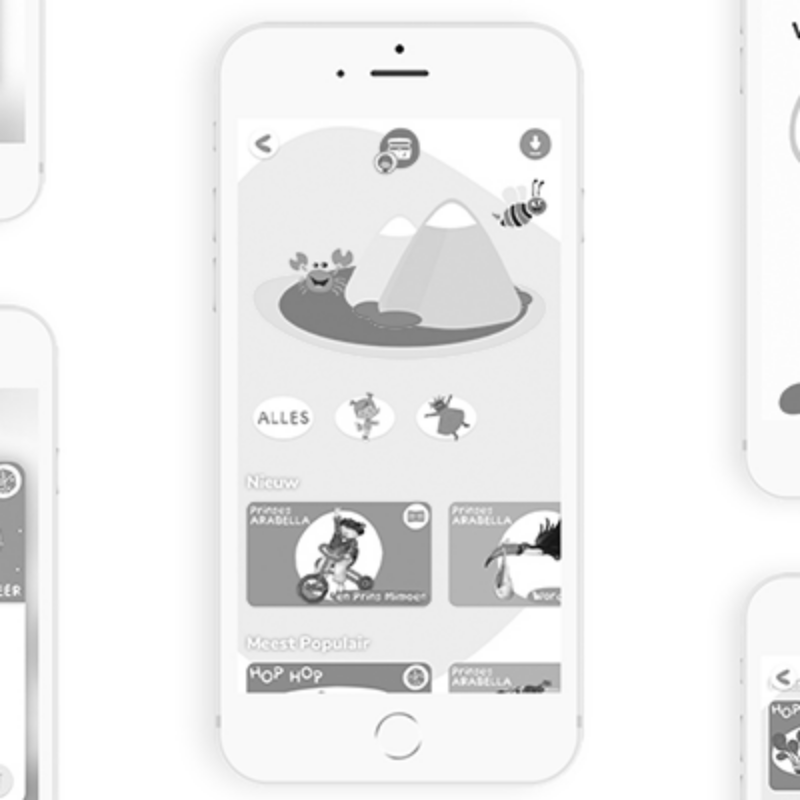 ALLES
Nieuw
Prinses
ARABELLA
en Prins Mimoen
Prinses
ARABELLA
Word
Meest Populair
HOP HOP
Prinses
ARABELLA
EER
HOP